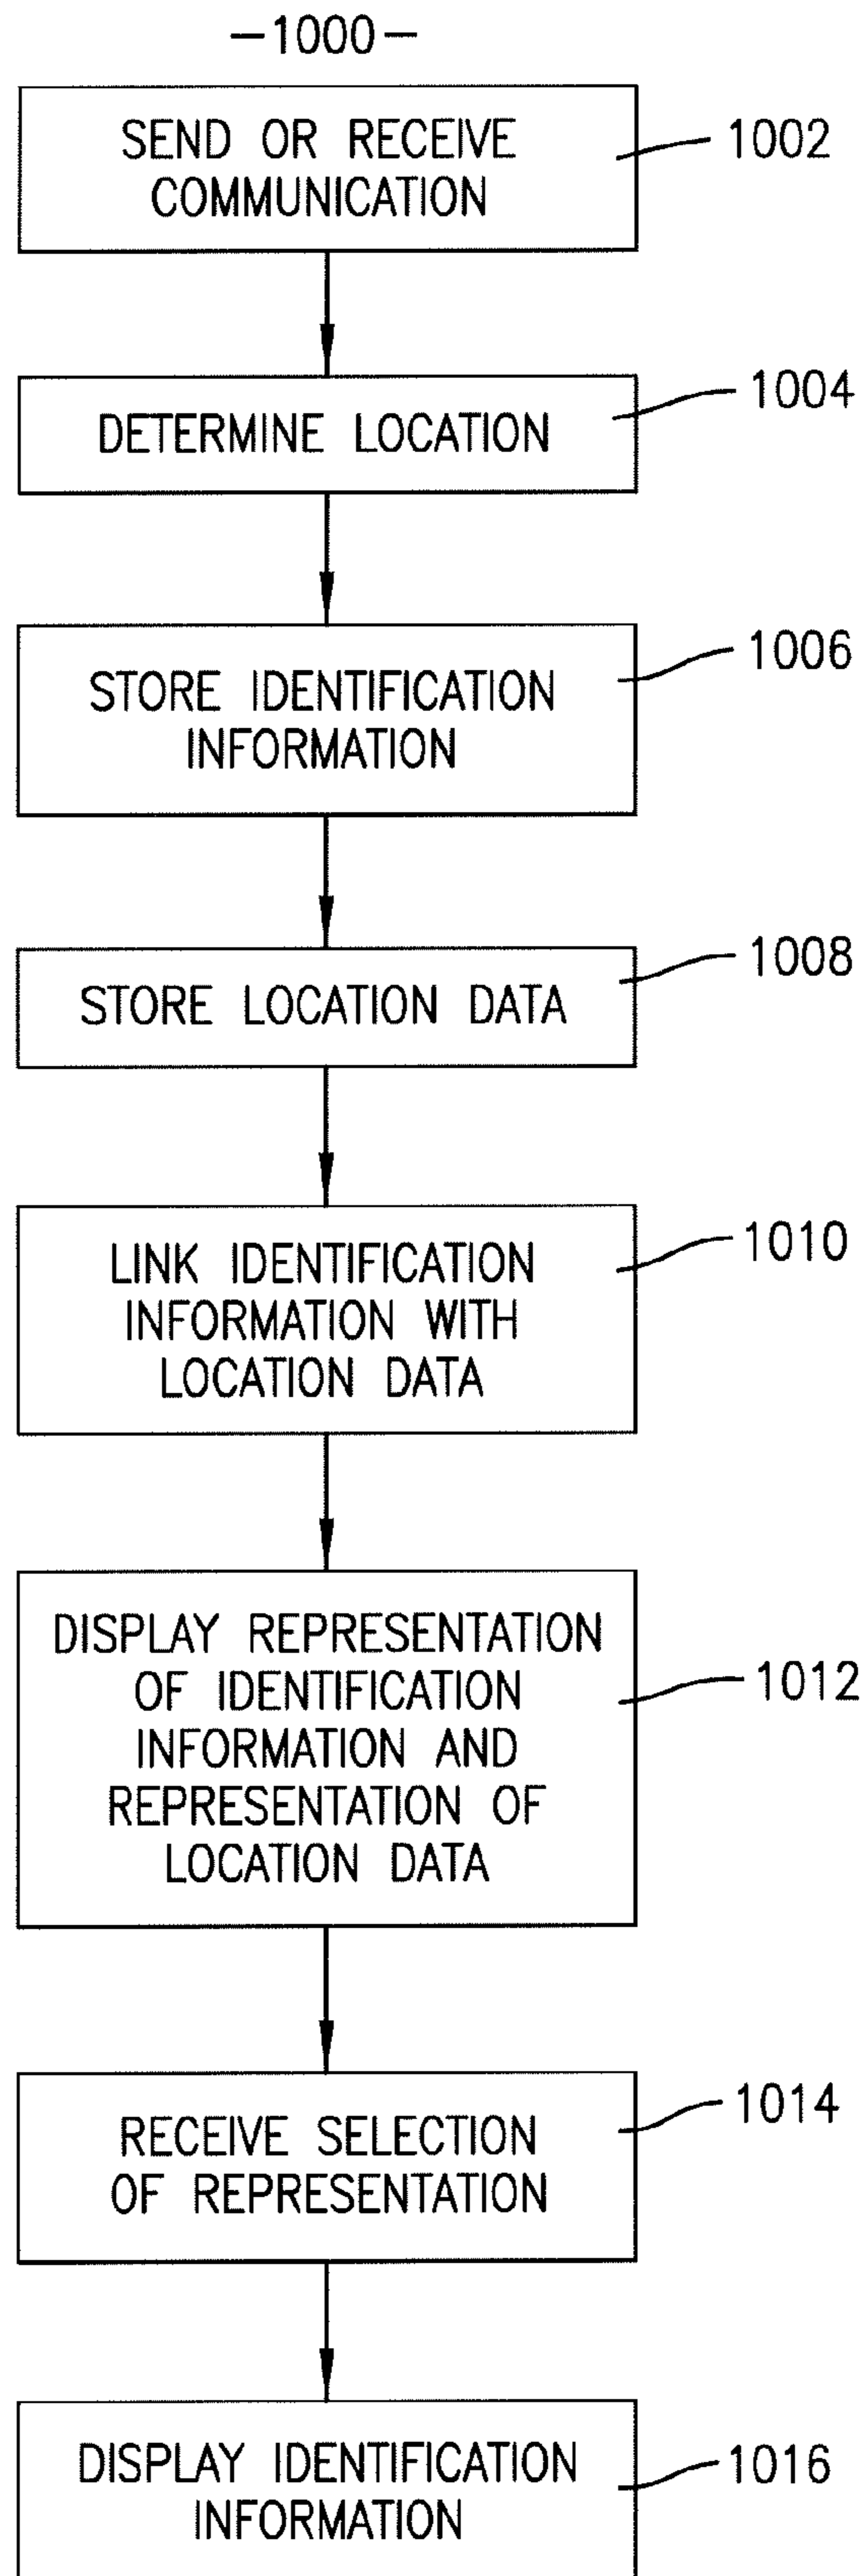 -1000-
SEND OR RECEIVE
COMMUNICATION
1002
DETERMINE LOCATION
1004
STORE IDENTIFICATION
INFORMATION
1006
STORE LOCATION DATA
1008
LINK IDENTIFICATION
INFORMATION WITH
LOCATION DATA
1010
DISPLAY REPRESENTATION
OF IDENTIFICATION
INFORMATION AND
REPRESENTATION OF
LOCATION DATA
1012
RECEIVE SELECTION
OF REPRESENTATION
1014
DISPLAY IDENTIFICATION
INFORMATION
1016